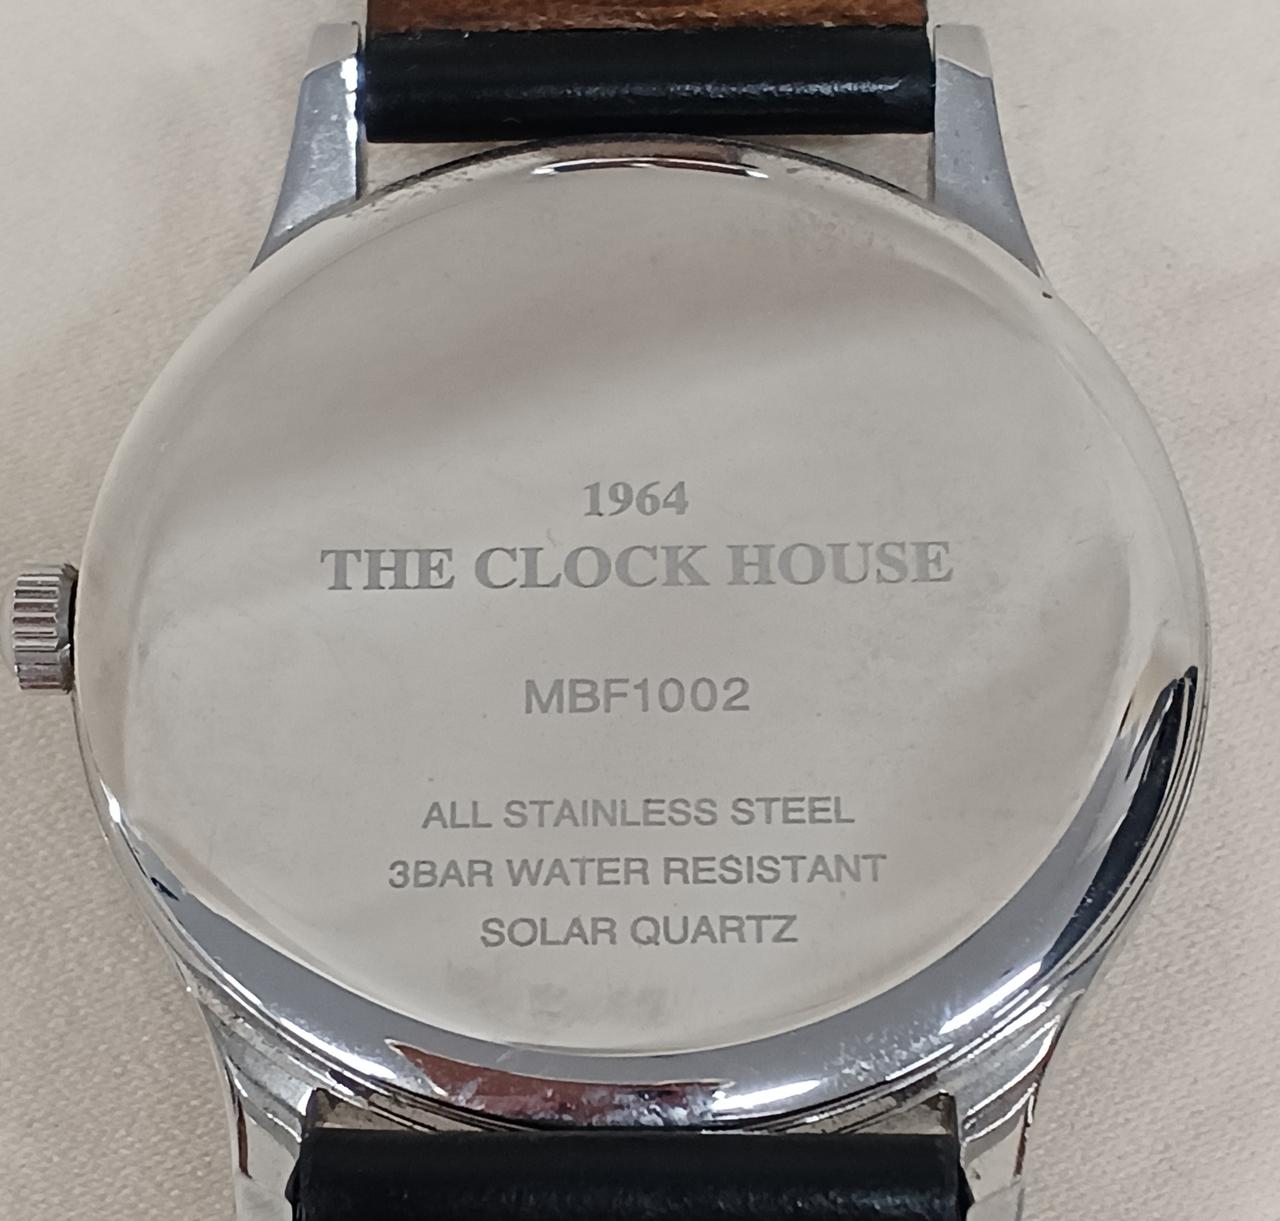 1964
THE CLOCK HOUSE
MBF1002
ALL STAINLESS STEEL
3BAR WATER RESISTANT
SOLAR QUARTZ